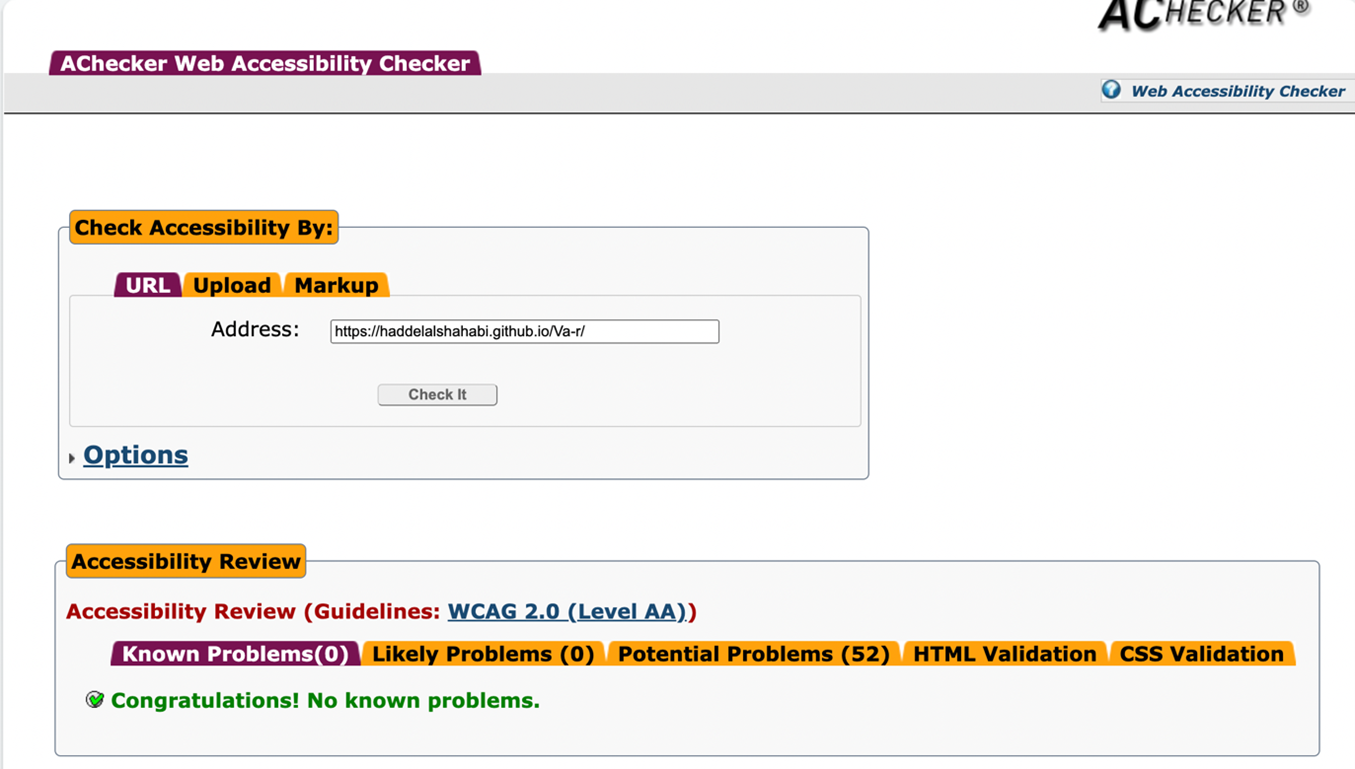 ACHECKER ®
AChecker Web Accessibility Checker
Web Accessibility Checker
Check Accessibility By:
URL Upload Markup
Address: https://haddelalshahabi.github.io/Va-r/
Check It
Options
Accessibility Review
Accessibility Review (Guidelines: WCAG 2.0 (Level AA))
Known Problems(0) Likely Problems (0) Potential Problems (52) HTML Validation CSS Validation
Congratulations! No known problems.